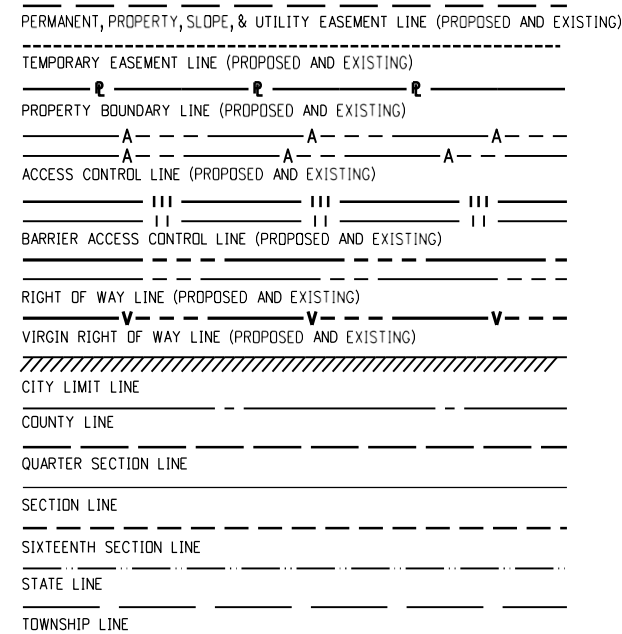 PERMANENT, PROPERTY, SLOPE, & UTILITY EASEMENT LINE (PROPOSED AND EXISTING)
TEMPORARY EASEMENT LINE (PROPOSED AND EXISTING)
℄ ℄ ℄
PROPERTY BOUNDARY LINE (PROPOSED AND EXISTING)
A A A
A A A
ACCESS CONTROL LINE (PROPOSED AND EXISTING)
BARRIER ACCESS CONTROL LINE (PROPOSED AND EXISTING)
RIGHT OF WAY LINE (PROPOSED AND EXISTING)
V V V
VIRGIN RIGHT OF WAY LINE (PROPOSED AND EXISTING)
CITY LIMIT LINE
COUNTY LINE
QUARTER SECTION LINE
SECTION LINE
SIXTEENTH SECTION LINE
STATE LINE
TOWNSHIP LINE